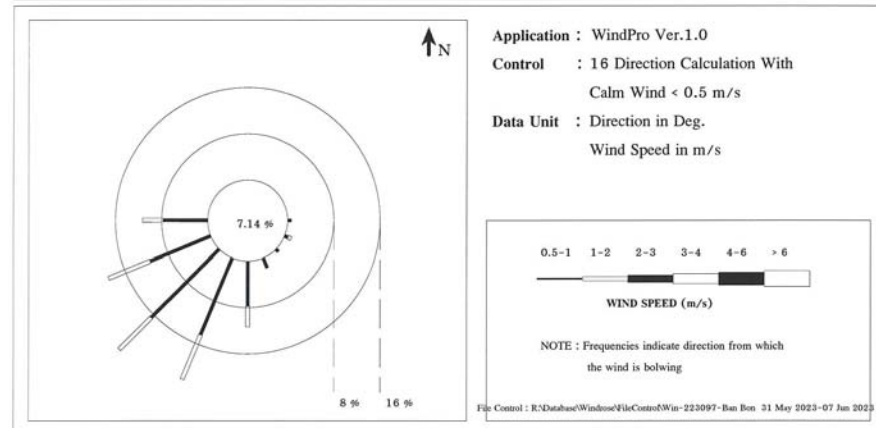 N
7.14 %
8 %
16 %
Application : WindPro Ver.1.0
Control : 16 Direction Calculation With
Calm Wind < 0.5 m/s
Data Unit : Direction in Deg.
Wind Speed in m/s
0.5-1 1-2 2-3 3-4 4-6 > 6
WIND SPEED (m/s)
NOTE : Frequencies indicate direction from which
the wind is bolwing
File Control : R:\Database\Windrose\FileControl\Win-223097-Ban Bon 31 May 2023-07 Jun 2023